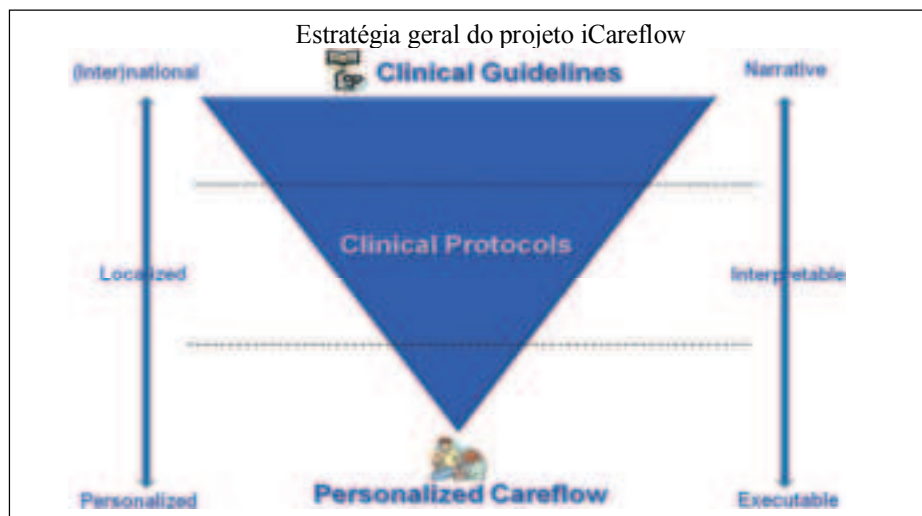 Estratégia geral do projeto iCareflow
(Inter)national
Clinical Guidelines
Narrative
Clinical Protocols
Localized
Interpretable
Personalized
Personalized Careflow
Executable